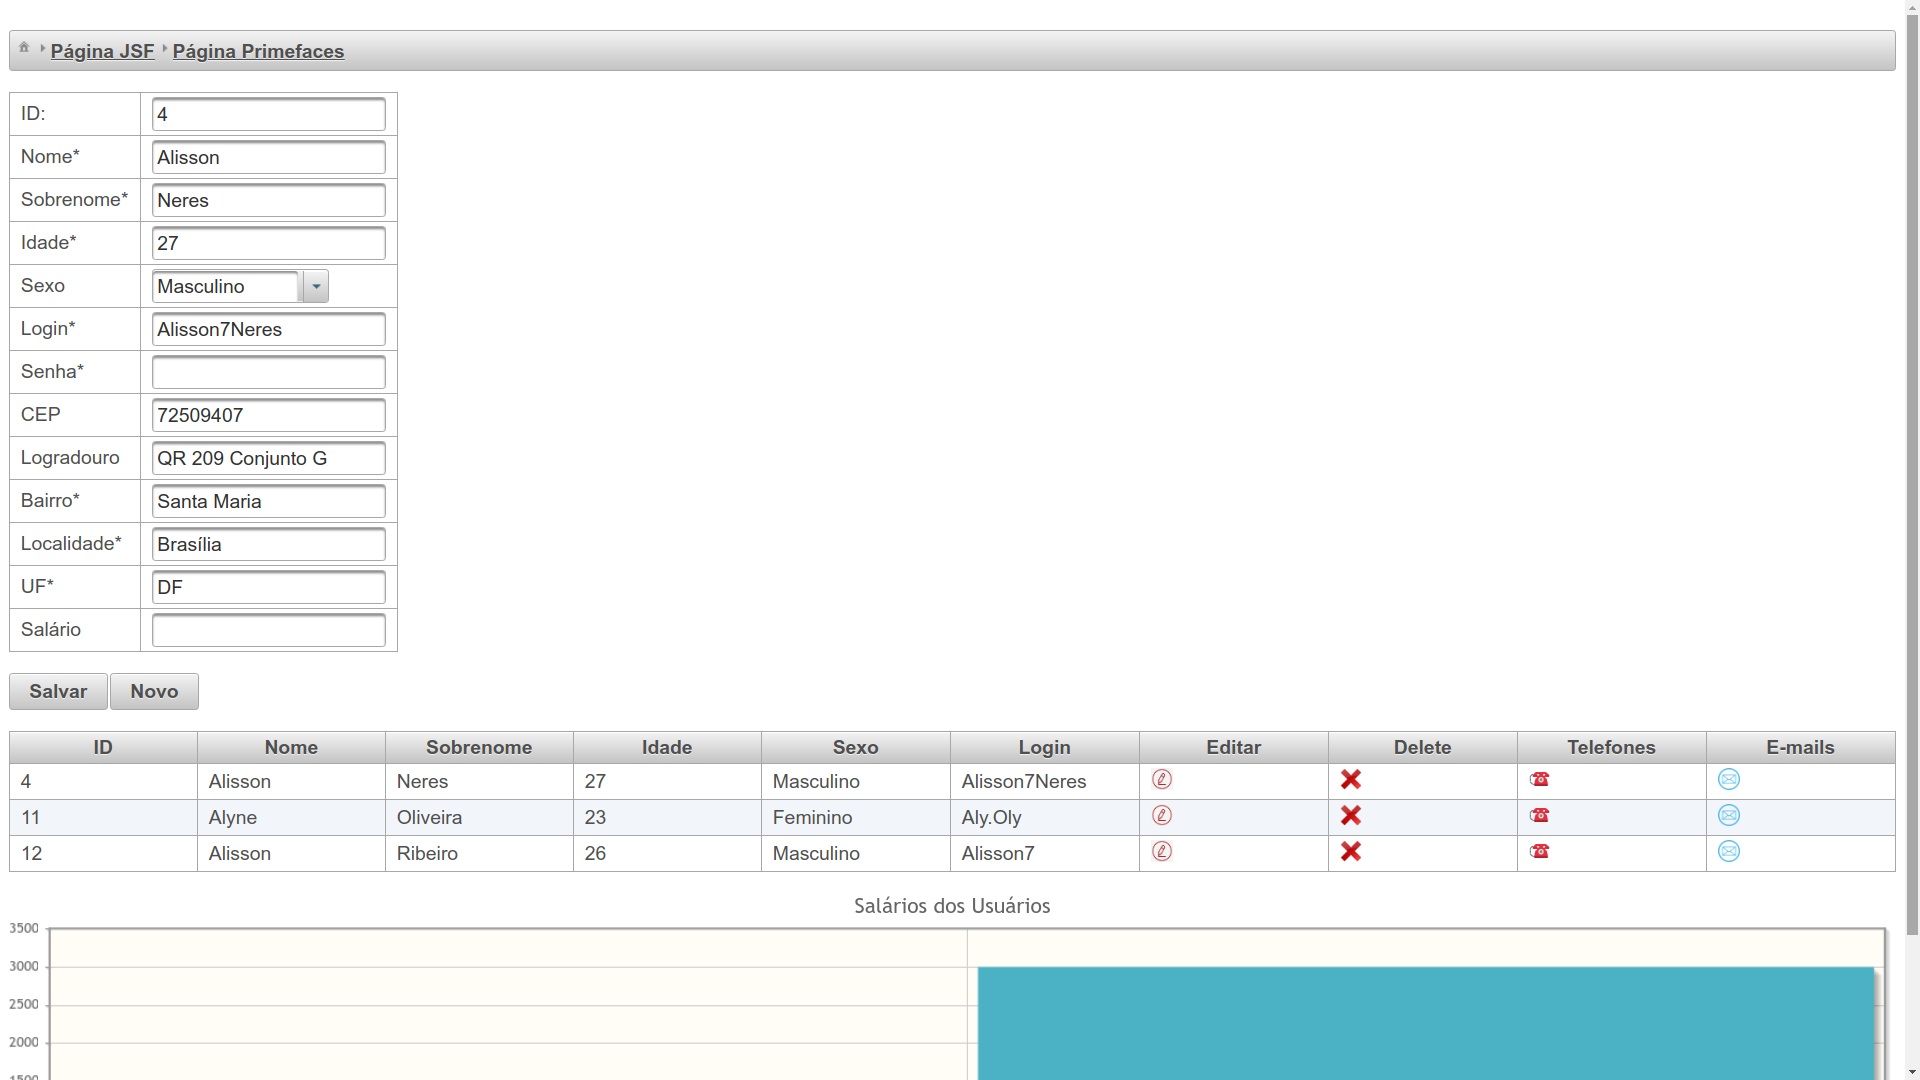 Página JSF Página Primefaces
ID: 4
Nome* Alisson
Sobrenome* Neres
Idade* 27
Sexo Masculino
Login* Alisson7Neres
Senha*
CEP 72509407
Logradouro QR 209 Conjunto G
Bairro* Santa Maria
Localidade* Brasília
UF* DF
Salário
Salvar Novo
ID Nome Sobrenome Idade Sexo Login Editar Delete Telefones E-mails
4 Alisson Neres 27 Masculino Alisson7Neres
11 Alyne Oliveira 23 Feminino Aly.Oly
12 Alisson Ribeiro 26 Masculino Alisson7
Salários dos Usuários
3500
3000
2500
2000
1500